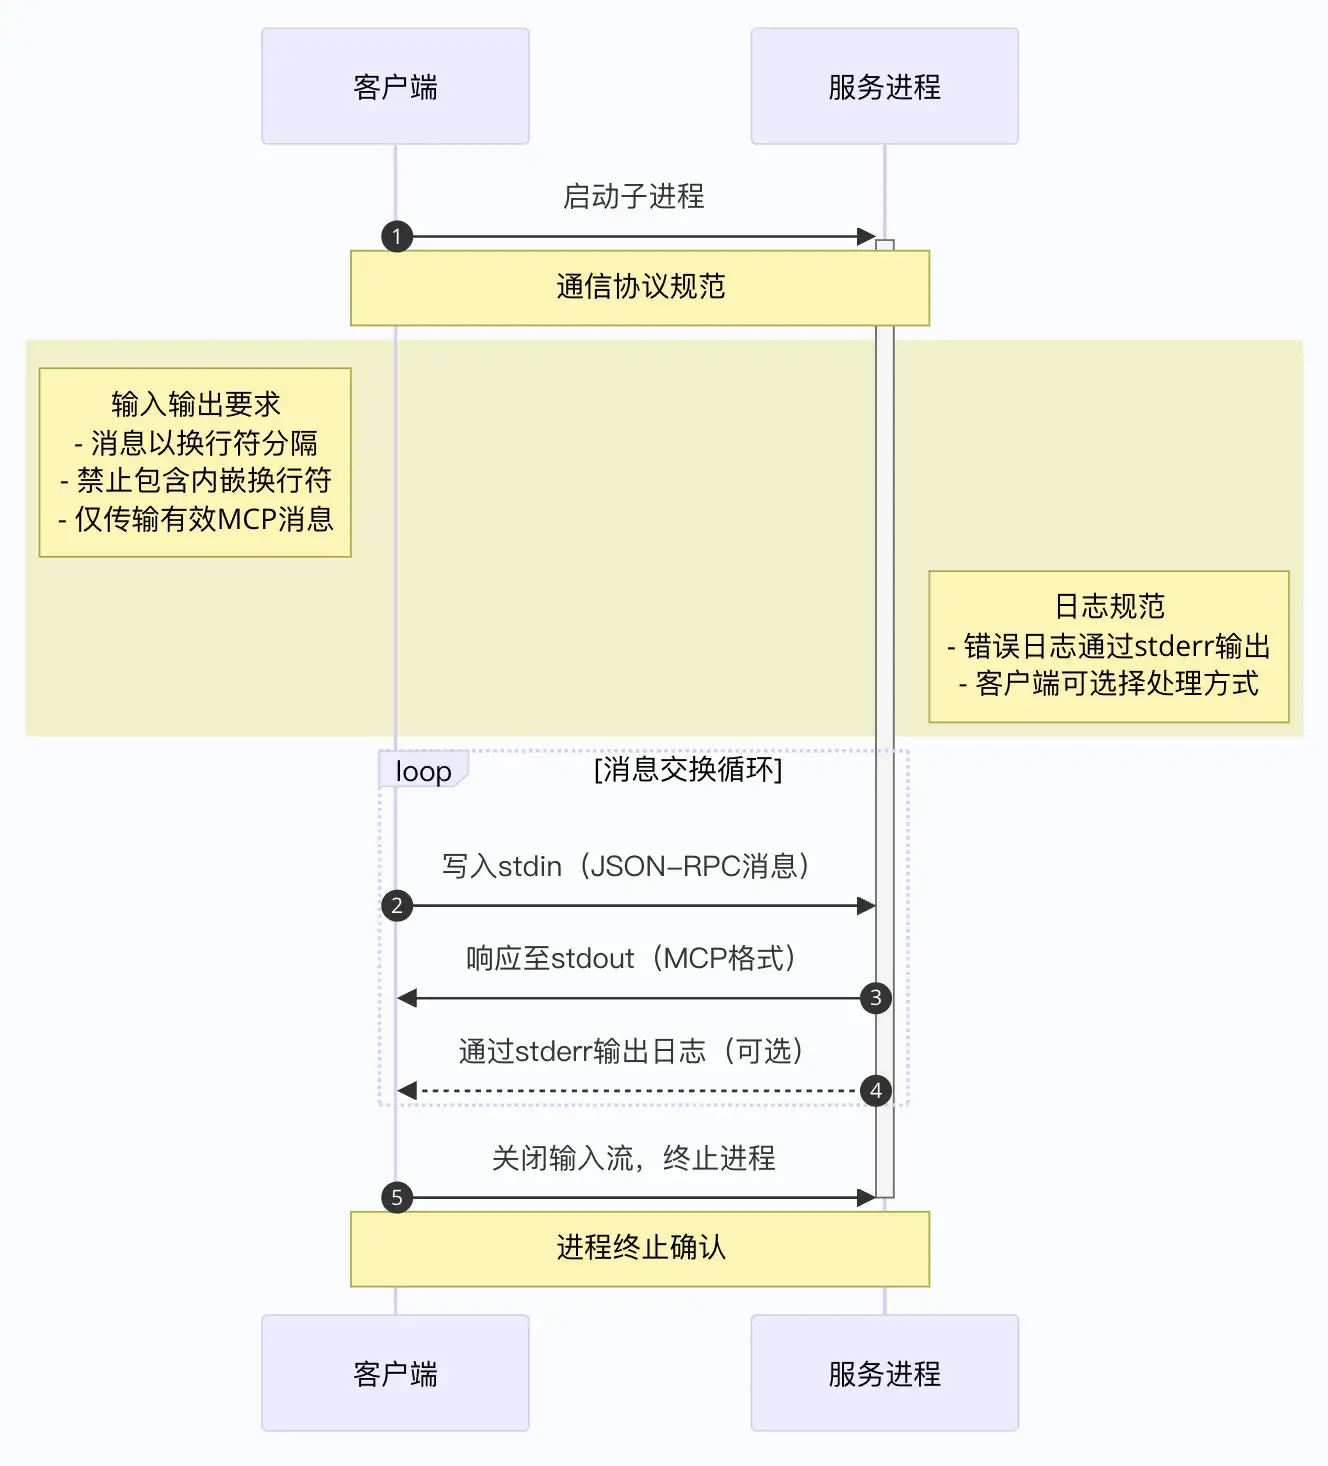 客户端
服务进程
启动子进程
1
通信协议规范
输入输出要求
- 消息以换行符分隔
- 禁止包含内嵌换行符
- 仅传输有效MCP消息
日志规范
- 错误日志通过stderr输出
- 客户端可选择处理方式
loop
[消息交换循环]
写入stdin（JSON-RPC消息）
2
响应至stdout（MCP格式）
3
通过stderr输出日志（可选）
4
关闭输入流，终止进程
5
进程终止确认
客户端
服务进程